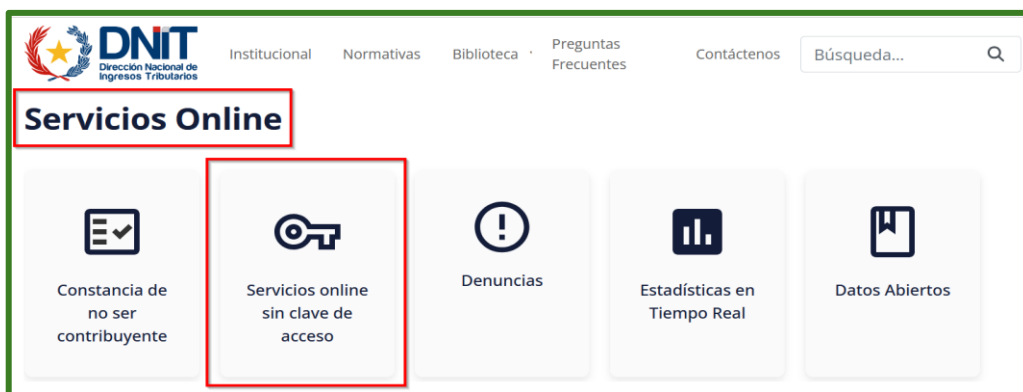 DNIT
Dirección Nacional de
Ingresos Tributarios
Institucional
Normativas
Biblioteca
Preguntas
Frecuentes
Contáctenos
Búsqueda...
Servicios Online
Constancia de
no ser
contribuyente
Servicios online
sin clave de
acceso
Denuncias
Estadísticas en
Tiempo Real
Datos Abiertos